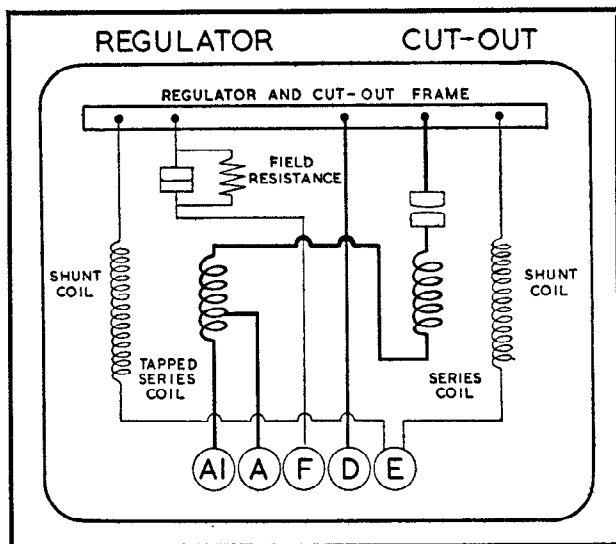 REGULATOR CUT-OUT
REGULATOR AND CUT-OUT FRAME
FIELD
RESISTANCE
SHUNT
COIL
SHUNT
COIL
TAPPED
SERIES
COIL
SERIES
COIL
A1 A F D E